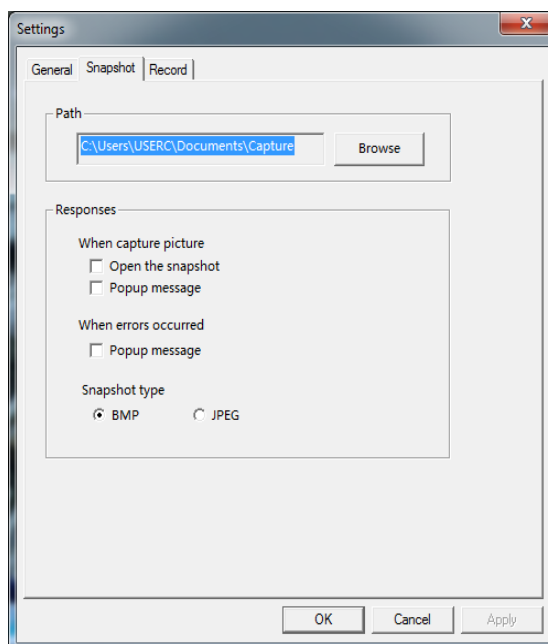 Settings
General Snapshot Record
Path
C:\Users\USERC\Documents\Capture Browse
Responses
When capture picture
Open the snapshot
Popup message
When errors occurred
Popup message
Snapshot type
BMP JPEG
OK Cancel Apply